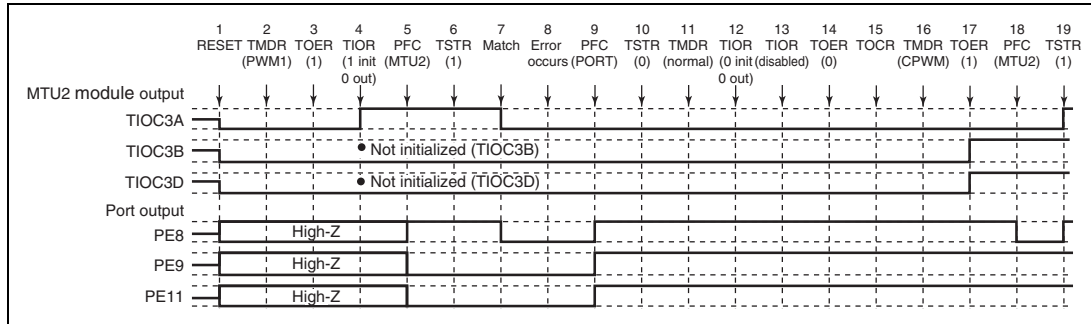 1 2 3 4 5 6 7 8 9 10 11 12 13 14 15 16 17 18 19
RESET TMDR TOER TIOR PFC TSTR Match Error PFC TSTR TMDR TIOR TIOR TOER TOCR TMDR TOER PFC TSTR
(PWM1) (1) (1 init (MTU2) (1) occurs (PORT) (0) (normal) (0 init (disabled) (0) (CPWM) (1) (MTU2) (1)
0 out) 0 out)
MTU2 module output
TIOC3A
TIOC3B • Not initialized (TIOC3B)
TIOC3D • Not initialized (TIOC3D)
Port output
PE8 High-Z
PE9 High-Z
PE11 High-Z